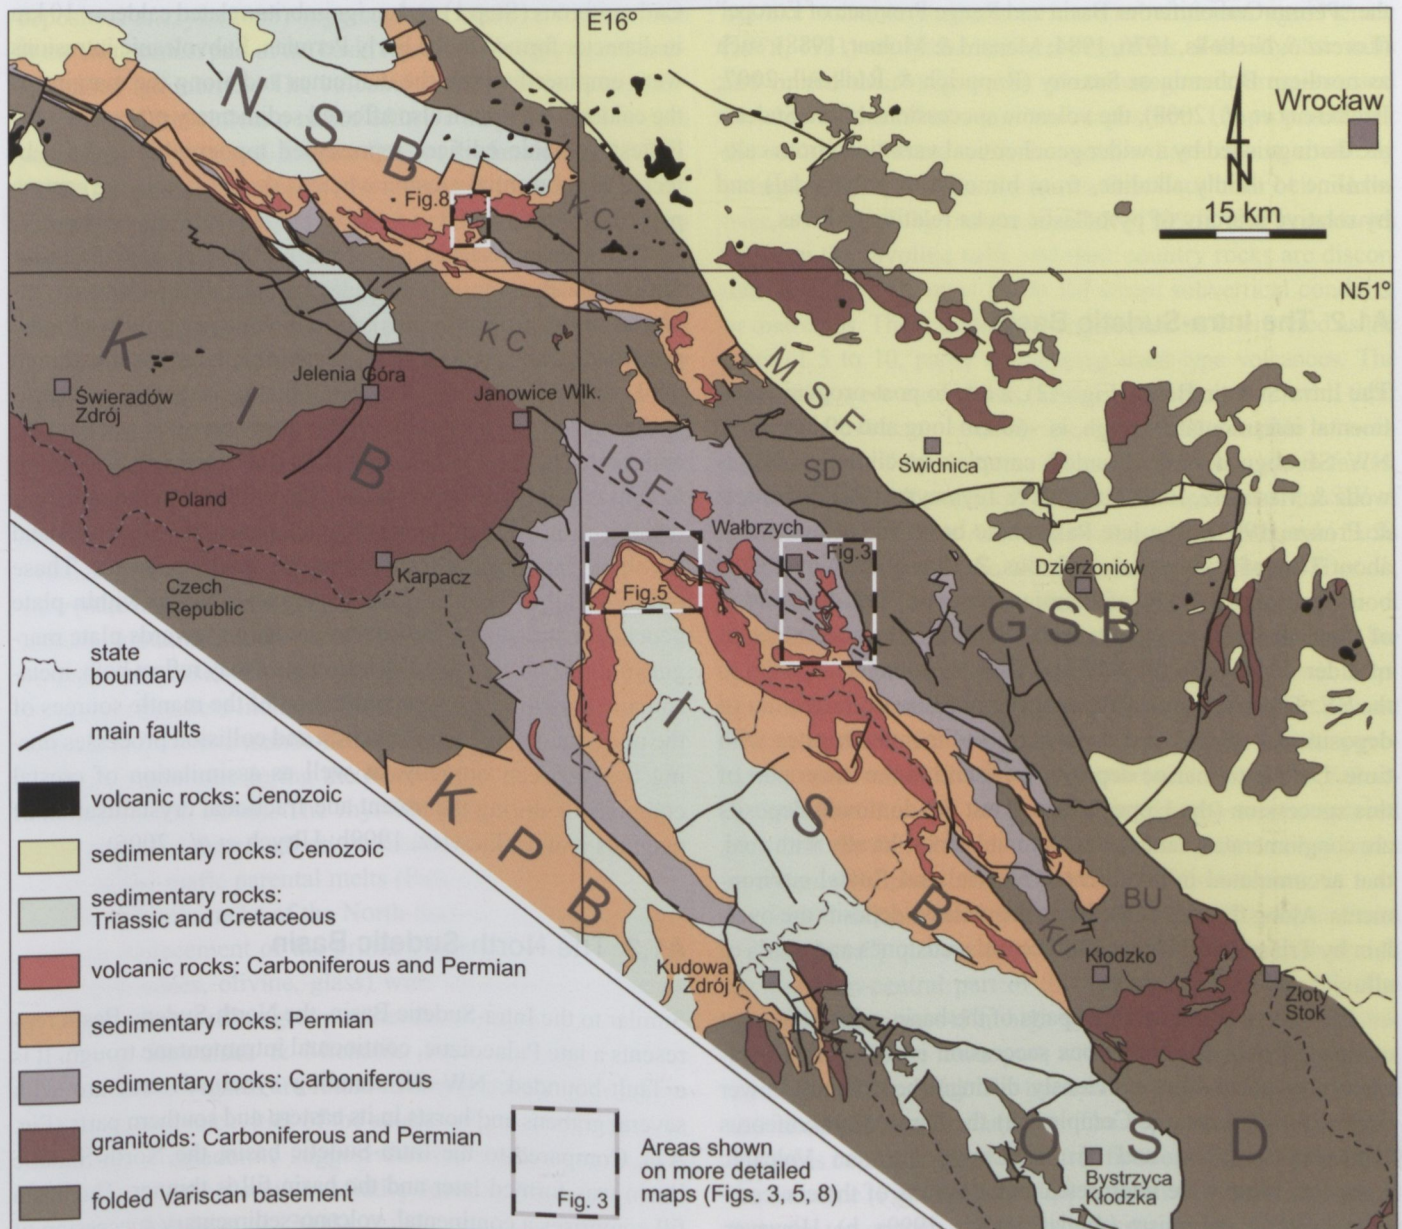 E16°
Wrocław
N
15 km
N51°
N S B
Fig.8
K C
K C
K I B
Świeradów
Zdrój
Jelenia Góra
Janowice Wlk.
M S F
SD
Świdnica
I S F
Poland
Wałbrzych
Fig.3
Dzierżoniów
Karpacz
Fig.5
Czech
Republic
G S B
I S B
K P B
BU
KU
Kłodzko
Kudowa
Zdrój
Złoty
Stok
O S D
Bystrzyca
Kłodzka
state
boundary
main faults
volcanic rocks: Cenozoic
sedimentary rocks: Cenozoic
sedimentary rocks:
Triassic and Cretaceous
volcanic rocks: Carboniferous and Permian
sedimentary rocks: Permian
sedimentary rocks: Carboniferous
granitoids: Carboniferous and Permian
folded Variscan basement
Fig. 3
Areas shown
on more detailed
maps (Figs. 3, 5, 8)